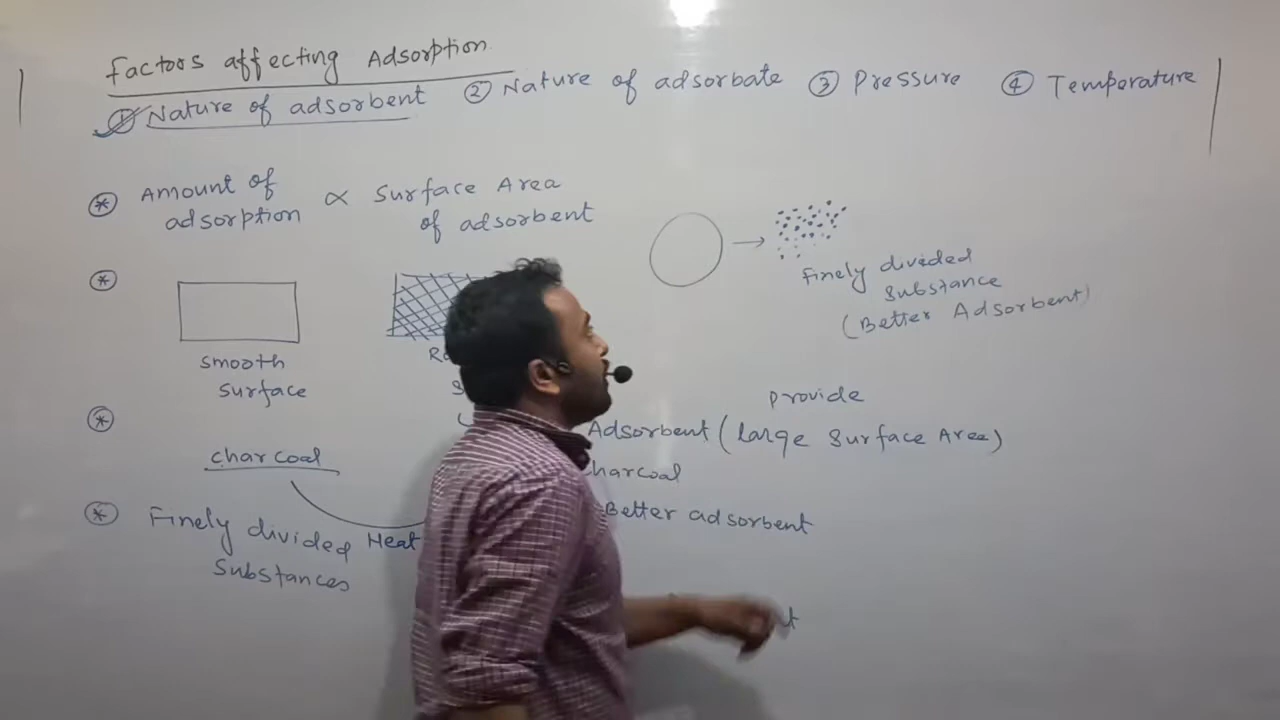 Factors affecting Adsorption.
① Nature of adsorbent ② Nature of adsorbate ③ Pressure ④ Temperature
Amount of adsorption ∝ Surface Area of adsorbent
Smooth
Surface
Finely divided
Substance
(Better Adsorbent)
provide
Adsorbent (large Surface Area)
charcoal
Better adsorbent
Heat
Finely divided
Substances